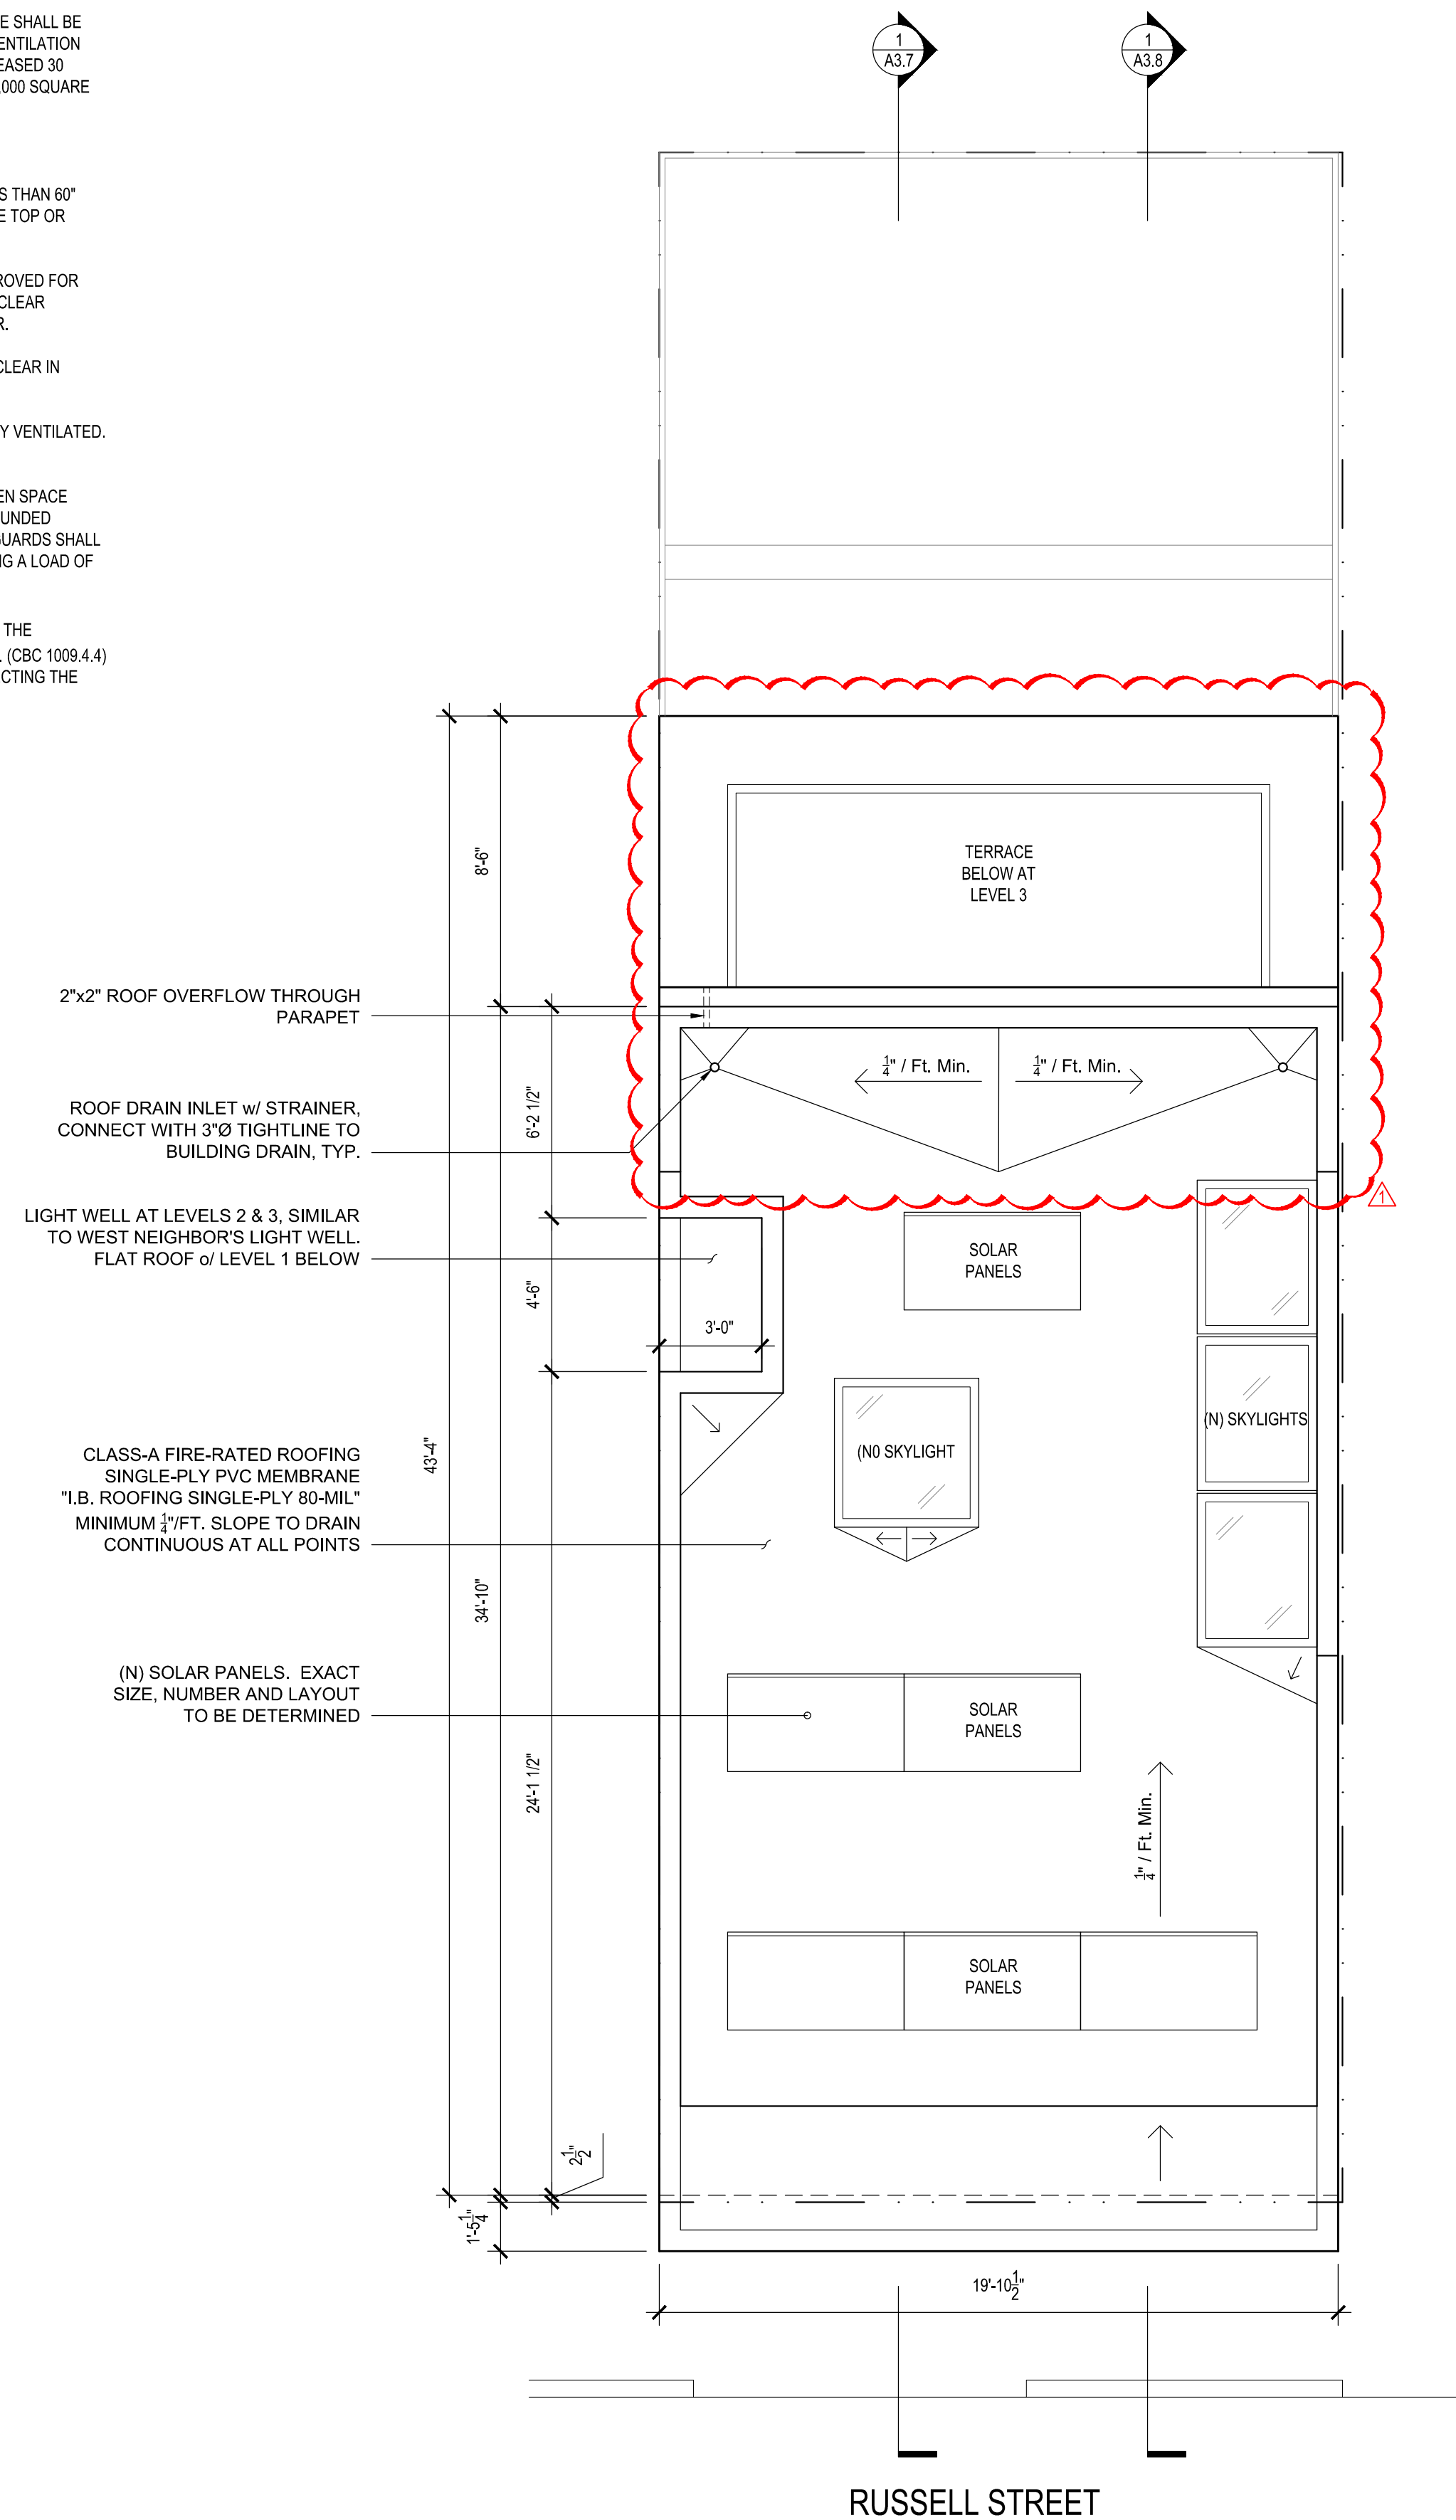 E SHALL BE
ENTILATION
EASED 30
,000 SQUARE
S THAN 60"
E TOP OR
ROVED FOR
CLEAR
R.
CLEAR IN
Y VENTILATED.
EN SPACE
UNDED
GUARDS SHALL
NG A LOAD OF
THE
. (CBC 1009.4.4)
CTING THE
1
A3.7
1
A3.8
TERRACE
BELOW AT
LEVEL 3
8'-6"
2"x2" ROOF OVERFLOW THROUGH
PARAPET
1/4" / Ft. Min.
1/4" / Ft. Min.
ROOF DRAIN INLET w/ STRAINER,
CONNECT WITH 3"Ø TIGHTLINE TO
BUILDING DRAIN, TYP.
6'-2 1/2"
1
LIGHT WELL AT LEVELS 2 & 3, SIMILAR
TO WEST NEIGHBOR'S LIGHT WELL.
FLAT ROOF o/ LEVEL 1 BELOW
SOLAR
PANELS
4'-6"
3'-0"
(N) SKYLIGHTS
(N0 SKYLIGHT
43'-4"
CLASS-A FIRE-RATED ROOFING
SINGLE-PLY PVC MEMBRANE
"I.B. ROOFING SINGLE-PLY 80-MIL"
MINIMUM 1/4"/FT. SLOPE TO DRAIN
CONTINUOUS AT ALL POINTS
34'-10"
(N) SOLAR PANELS. EXACT
SIZE, NUMBER AND LAYOUT
TO BE DETERMINED
SOLAR
PANELS
24'-1 1/2"
1/4" / Ft. Min.
SOLAR
PANELS
2 1/2"
1'-5 1/4"
19'-10 1/2"
RUSSELL STREET